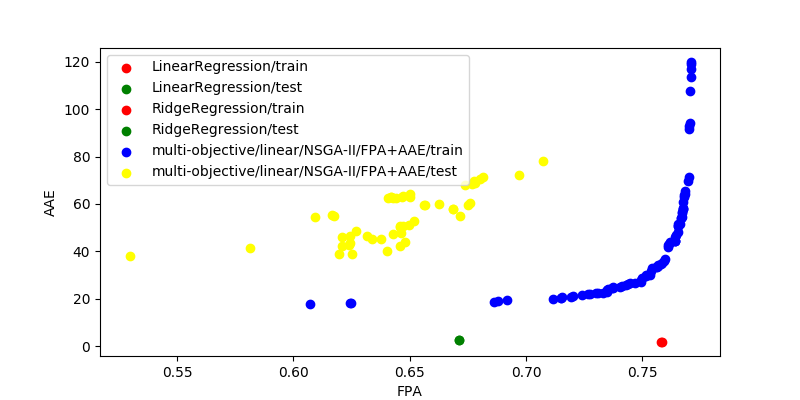 LinearRegression/train
LinearRegression/test
RidgeRegression/train
RidgeRegression/test
multi-objective/linear/NSGA-II/FPA+AAE/train
multi-objective/linear/NSGA-II/FPA+AAE/test
120
100
80
60
40
20
0
AAE
0.55 0.60 0.65 0.70 0.75
FPA